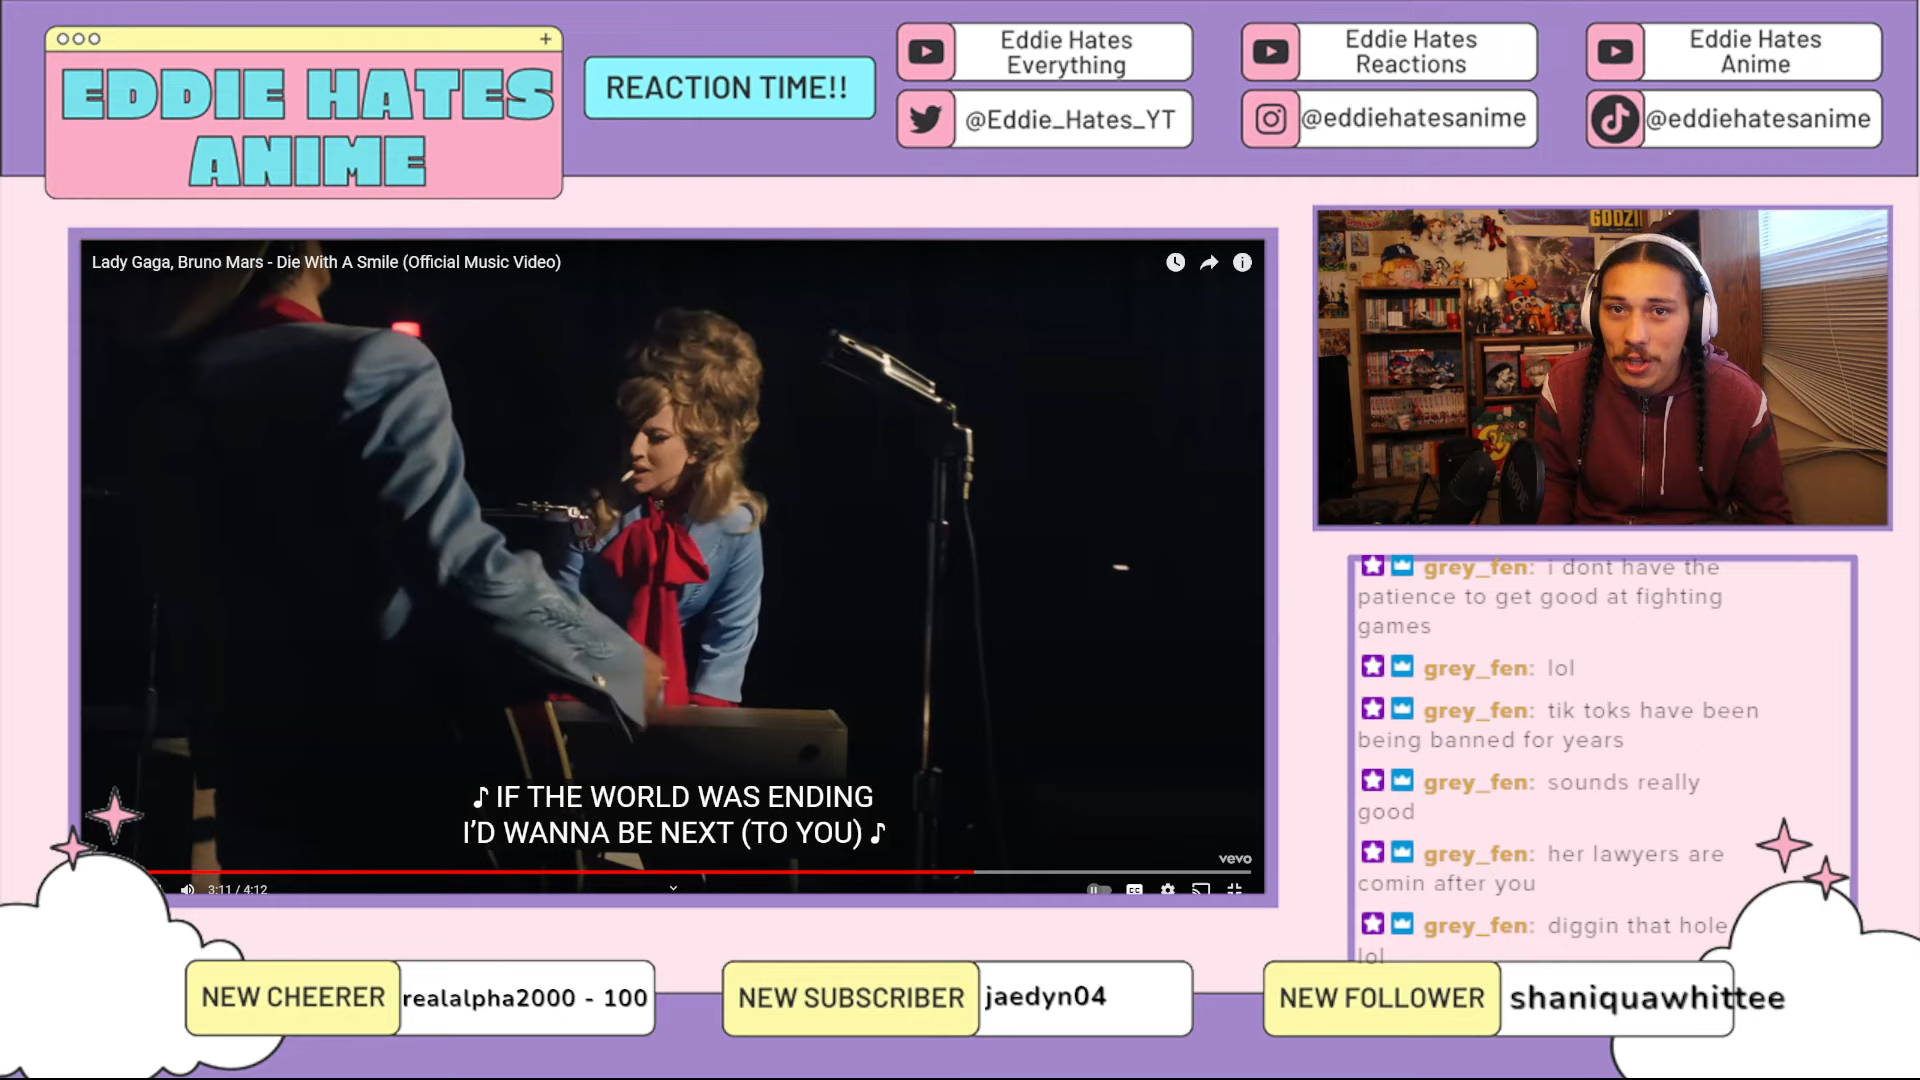 EDDIE HATES
ANIME
REACTION TIME!!
Eddie Hates
Everything
Eddie Hates
Reactions
Eddie Hates
Anime
@Eddie_Hates_YT
@eddiehatesanime
@eddiehatesanime
Lady Gaga, Bruno Mars - Die With A Smile (Official Music Video)
GODZI
♪ IF THE WORLD WAS ENDING
I'D WANNA BE NEXT (TO YOU) ♪
vevo
3:11 / 4:12
CC
RODE
grey_fen: i dont have the
patience to get good at fighting
games
grey_fen: lol
grey_fen: tik toks have been
being banned for years
grey_fen: sounds really
good
grey_fen: her lawyers are
comin after you
grey_fen: diggin that hole
lol
NEW CHEERER
realalpha2000 - 100
NEW SUBSCRIBER
jaedyn04
NEW FOLLOWER
shaniquawhittee